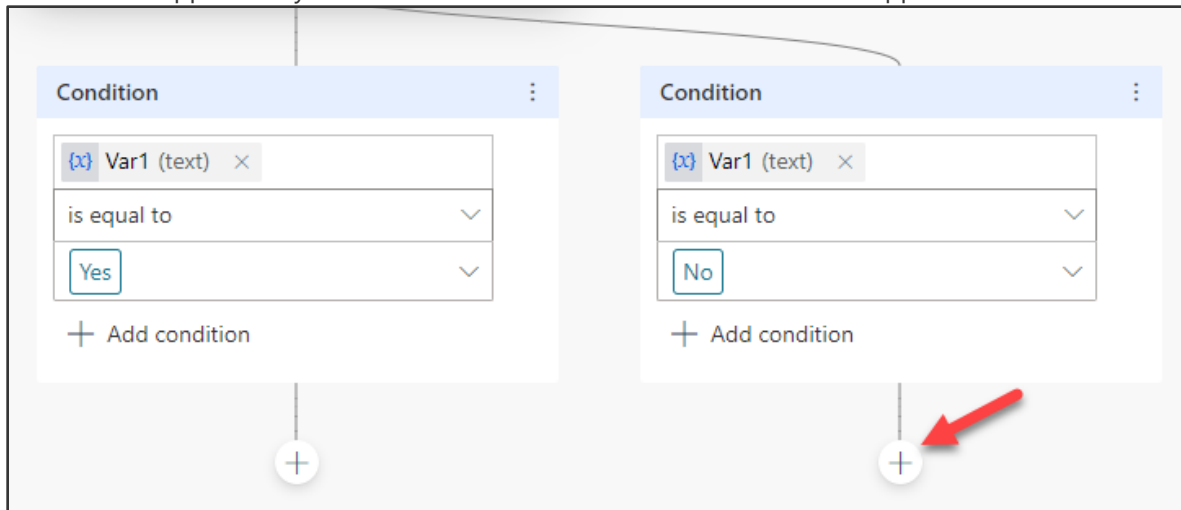 Condition
{x} Var1 (text) ×
is equal to
Yes
+ Add condition
Condition
{x} Var1 (text) ×
is equal to
No
+ Add condition